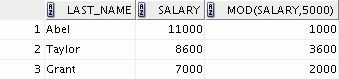 LAST_NAME SALARY MOD(SALARY,5000)
1 Abel 11000 1000
2 Taylor 8600 3600
3 Grant 7000 2000